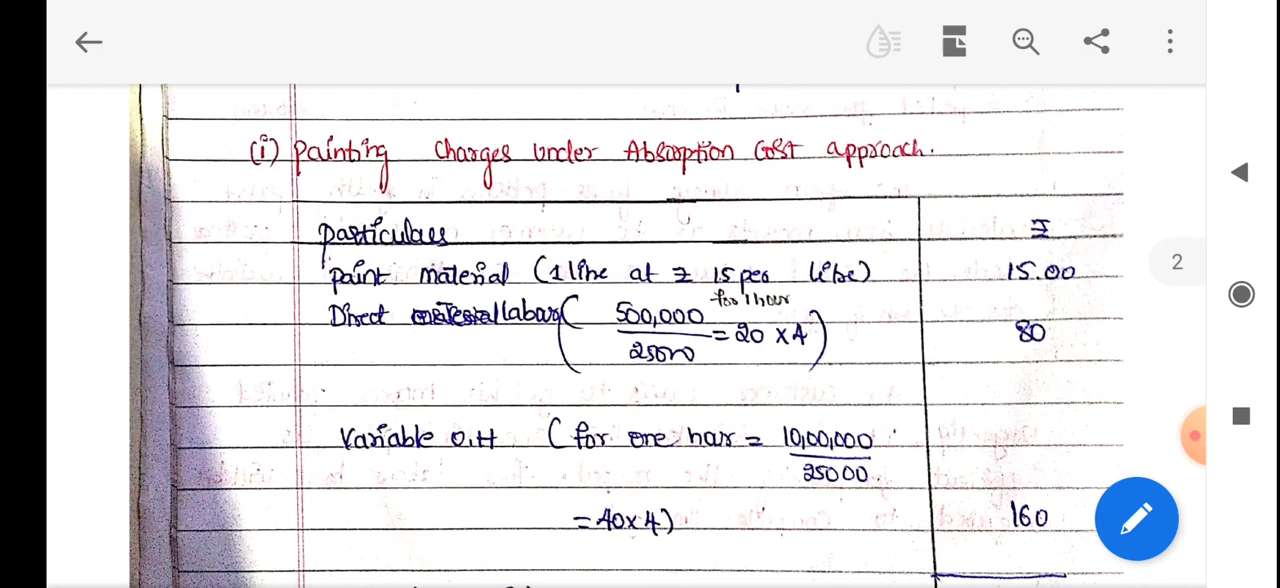 (i) Painting Charges under Absorption Cost approach.
Particulars ₹
Paint material (1 litre at ₹ 15 per litre) 15.00
for 1 hour
Direct labour ( 500,000 / 25000 = 20 x 4 ) 80
Variable O.H ( for one hour = 10,00,000 / 25000
= 40 x 4) 160
2